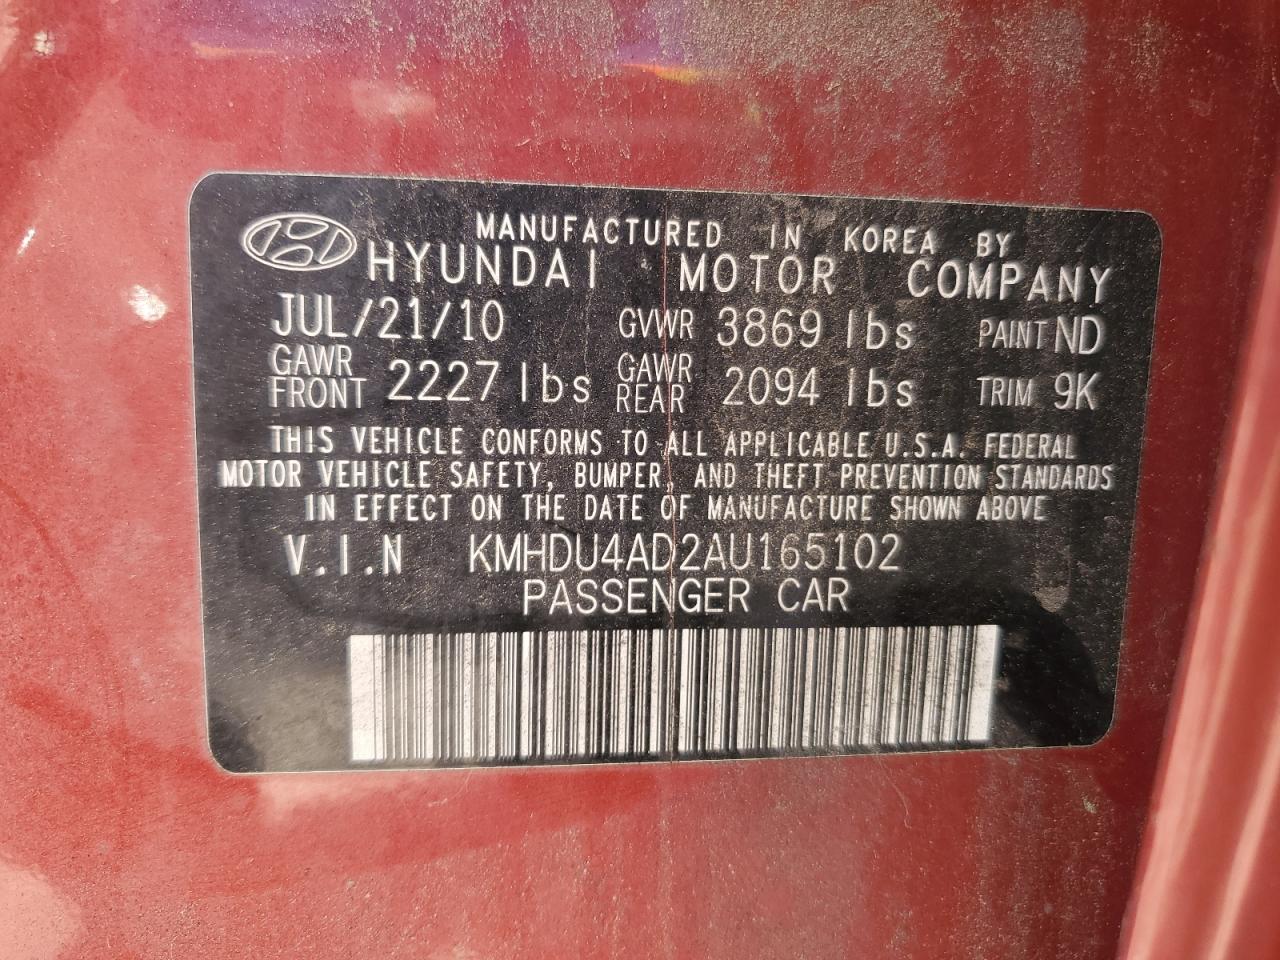 MANUFACTURED IN KOREA BY
HYUNDAI MOTOR COMPANY
JUL/21/10 GVWR 3869 lbs PAINT ND
GAWR FRONT 2227 lbs GAWR REAR 2094 lbs TRIM 9K
THIS VEHICLE CONFORMS TO ALL APPLICABLE U.S.A. FEDERAL
MOTOR VEHICLE SAFETY, BUMPER, AND THEFT PREVENTION STANDARDS
IN EFFECT ON THE DATE OF MANUFACTURE SHOWN ABOVE
V.I.N KMHDU4AD2AU165102
PASSENGER CAR